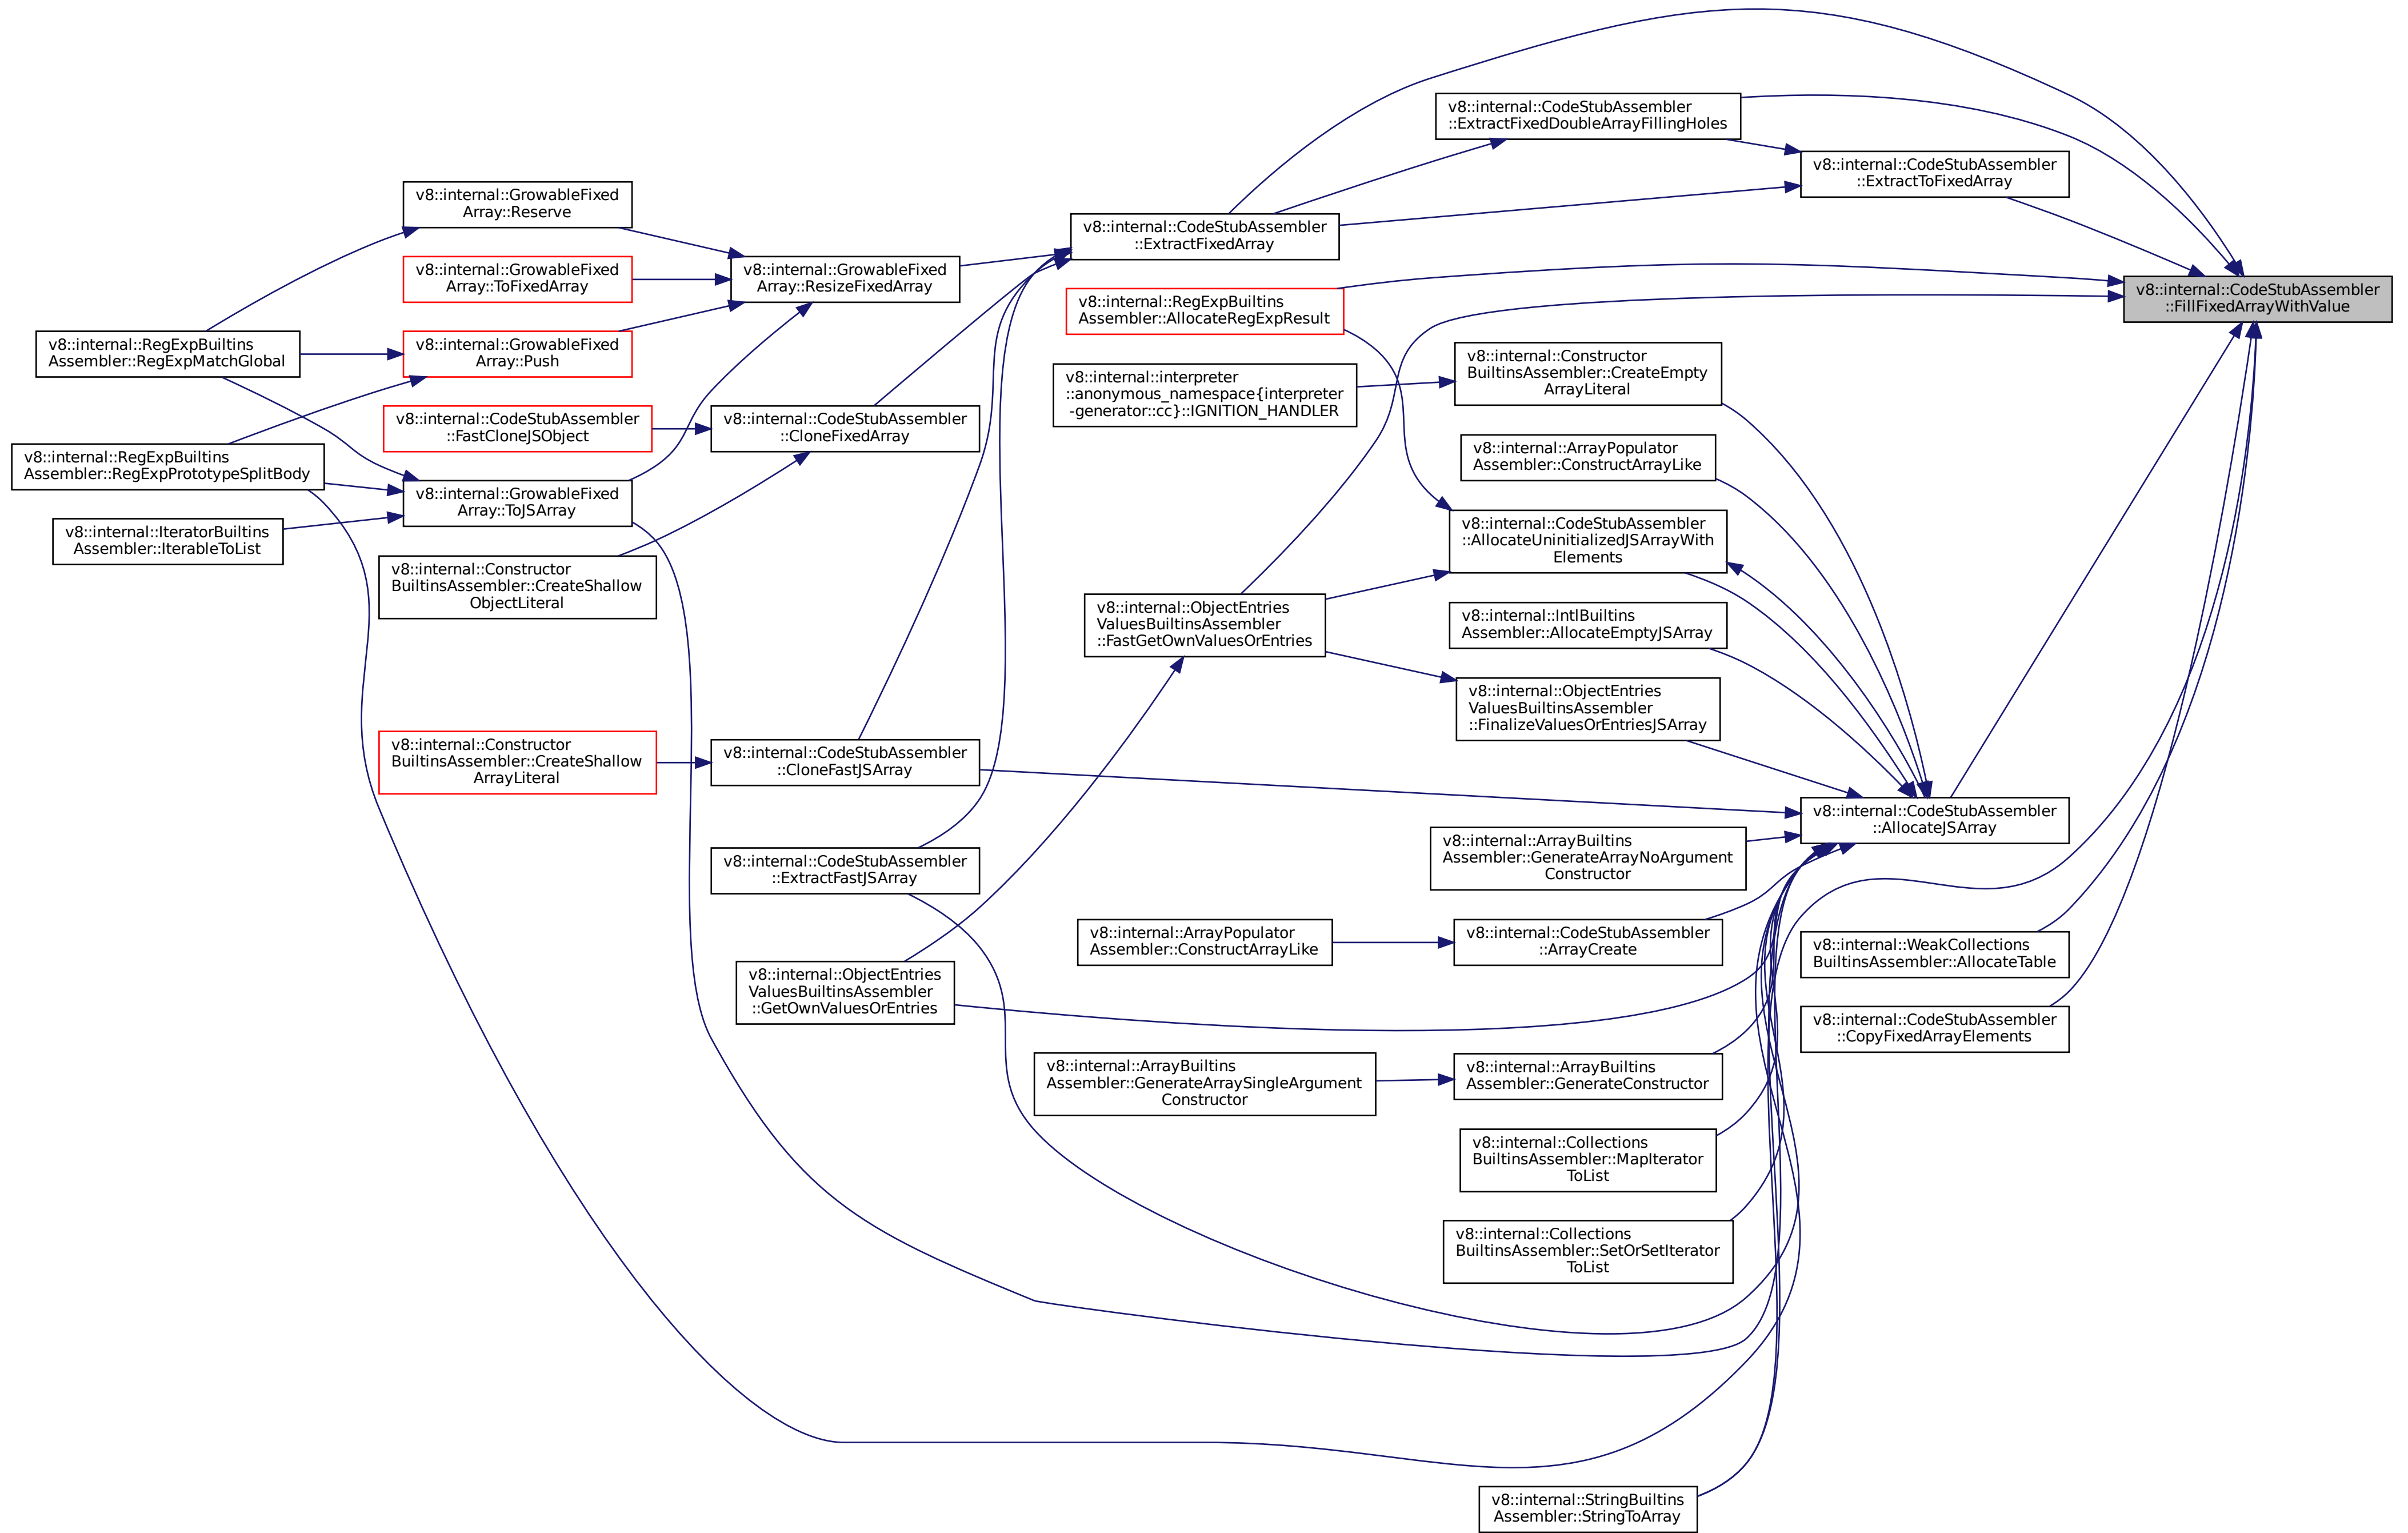 v8::internal::CodeStubAssembler
::FillFixedArrayWithValue
v8::internal::CodeStubAssembler
::ExtractFixedDoubleArrayFillingHoles
v8::internal::CodeStubAssembler
::ExtractToFixedArray
v8::internal::CodeStubAssembler
::ExtractFixedArray
v8::internal::GrowableFixed
Array::Reserve
v8::internal::GrowableFixed
Array::ToFixedArray
v8::internal::GrowableFixed
Array::ResizeFixedArray
v8::internal::RegExpBuiltins
Assembler::AllocateRegExpResult
v8::internal::RegExpBuiltins
Assembler::RegExpMatchGlobal
v8::internal::GrowableFixed
Array::Push
v8::internal::Constructor
BuiltinsAssembler::CreateEmpty
ArrayLiteral
v8::internal::interpreter
::anonymous_namespace{interpreter
-generator::cc}::IGNITION_HANDLER
v8::internal::CodeStubAssembler
::FastCloneJSObject
v8::internal::CodeStubAssembler
::CloneFixedArray
v8::internal::ArrayPopulator
Assembler::ConstructArrayLike
v8::internal::RegExpBuiltins
Assembler::RegExpPrototypeSplitBody
v8::internal::GrowableFixed
Array::ToJSArray
v8::internal::IteratorBuiltins
Assembler::IterableToList
v8::internal::CodeStubAssembler
::AllocateUninitializedJSArrayWith
Elements
v8::internal::Constructor
BuiltinsAssembler::CreateShallow
ObjectLiteral
v8::internal::ObjectEntries
ValuesBuiltinsAssembler
::FastGetOwnValuesOrEntries
v8::internal::IntlBuiltins
Assembler::AllocateEmptyJSArray
v8::internal::ObjectEntries
ValuesBuiltinsAssembler
::FinalizeValuesOrEntriesJSArray
v8::internal::Constructor
BuiltinsAssembler::CreateShallow
ArrayLiteral
v8::internal::CodeStubAssembler
::CloneFastJSArray
v8::internal::CodeStubAssembler
::AllocateJSArray
v8::internal::ArrayBuiltins
Assembler::GenerateArrayNoArgument
Constructor
v8::internal::CodeStubAssembler
::ExtractFastJSArray
v8::internal::ArrayPopulator
Assembler::ConstructArrayLike
v8::internal::CodeStubAssembler
::ArrayCreate
v8::internal::WeakCollections
BuiltinsAssembler::AllocateTable
v8::internal::ObjectEntries
ValuesBuiltinsAssembler
::GetOwnValuesOrEntries
v8::internal::CodeStubAssembler
::CopyFixedArrayElements
v8::internal::ArrayBuiltins
Assembler::GenerateArraySingleArgument
Constructor
v8::internal::ArrayBuiltins
Assembler::GenerateConstructor
v8::internal::Collections
BuiltinsAssembler::MapIterator
ToList
v8::internal::Collections
BuiltinsAssembler::SetOrSetIterator
ToList
v8::internal::StringBuiltins
Assembler::StringToArray